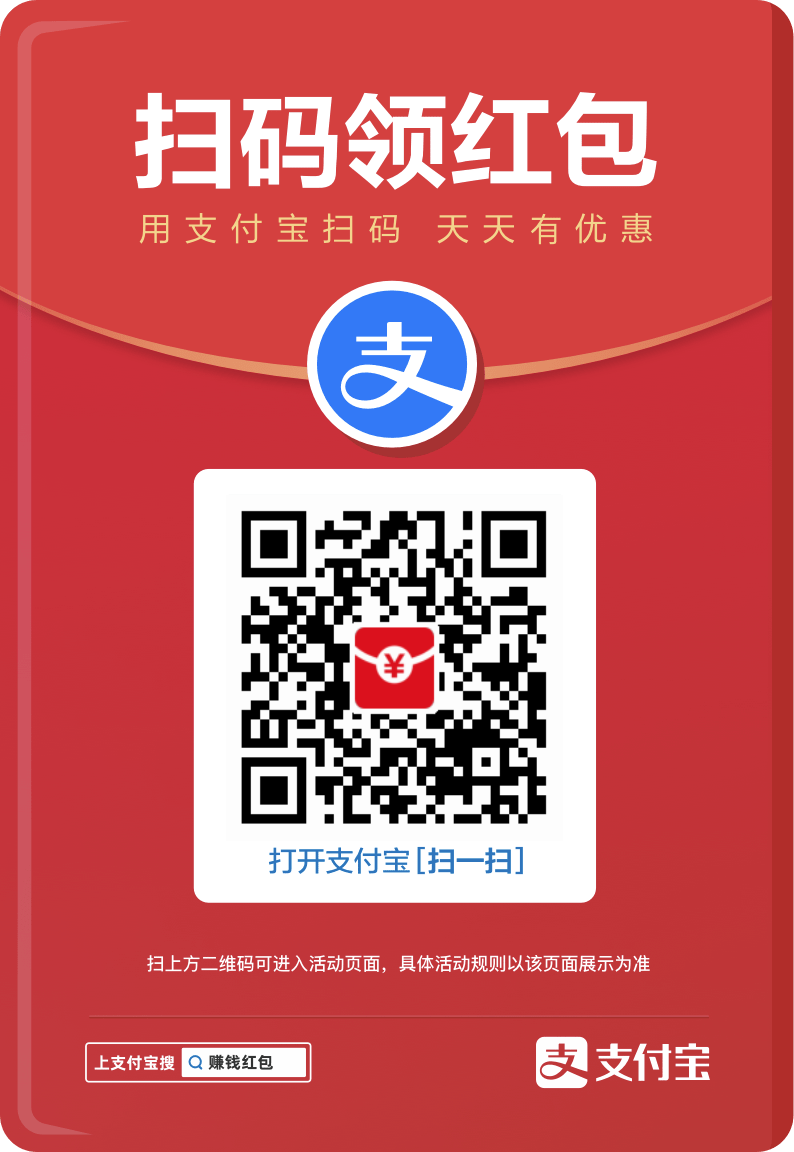 扫码领红包
用支付宝扫码 天天有优惠
支
¥
打开支付宝[扫一扫]
扫上方二维码可进入活动页面，具体活动规则以该页面展示为准
上支付宝搜 赚钱红包
支 支付宝